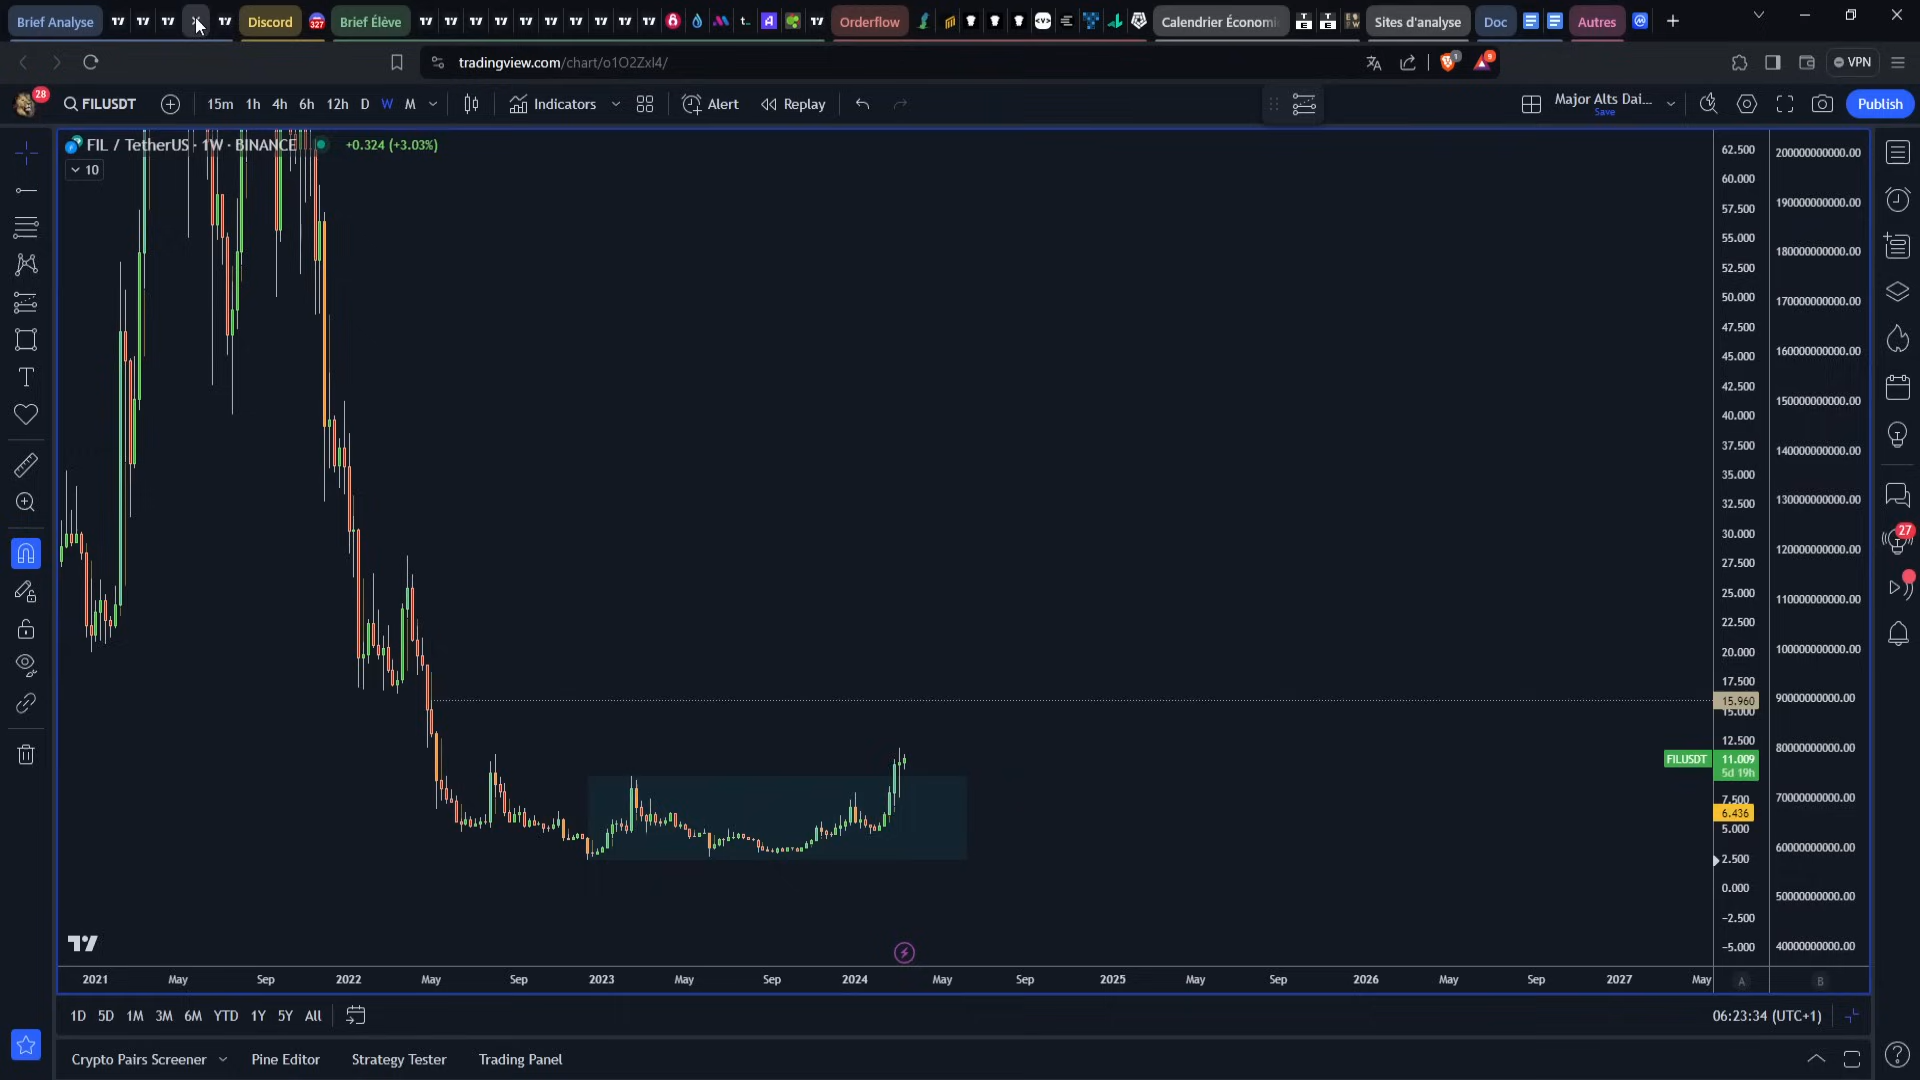 Brief Analyse
Discord
327
Brief Élève
t..
Orderflow
Calendrier Économi
Sites d'analyse
Doc
Autres
tradingview.com/chart/o1O2Zxl4/
1
9
VPN
28
FILUSDT
15m 1h 4h 6h 12h D W M
Indicators
Alert
Replay
Major Alts Dai...
Save
Publish
FIL / TetherUS · 1W · BINANCE
+0.324 (+3.03%)
10
62.500
60.000
57.500
55.000
52.500
50.000
47.500
45.000
42.500
40.000
37.500
35.000
32.500
30.000
27.500
25.000
22.500
20.000
17.500
15.960
15.000
12.500
FILUSDT 11.009
5d 19h
7.500
6.436
5.000
2.500
0.000
−2.500
−5.000
200000000000.00
190000000000.00
180000000000.00
170000000000.00
160000000000.00
150000000000.00
140000000000.00
130000000000.00
120000000000.00
110000000000.00
100000000000.00
90000000000.00
80000000000.00
70000000000.00
60000000000.00
50000000000.00
40000000000.00
27
2021 May Sep 2022 May Sep 2023 May Sep 2024 May Sep 2025 May Sep 2026 May Sep 2027 May
A B
1D 5D 1M 3M 6M YTD 1Y 5Y All
06:23:34 (UTC+1)
Crypto Pairs Screener
Pine Editor
Strategy Tester
Trading Panel